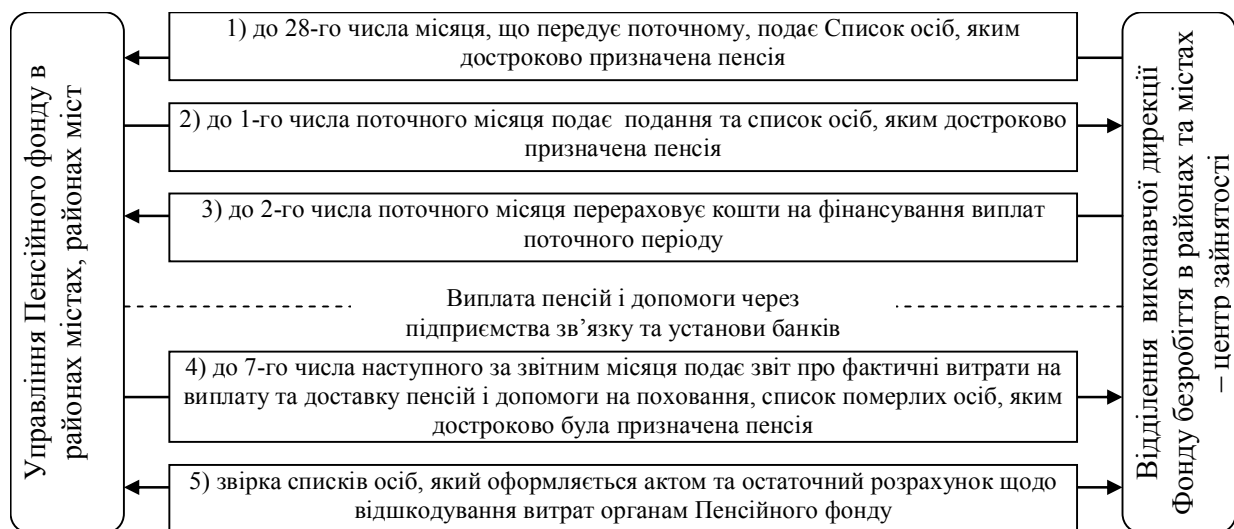 Управління Пенсійного фонду в
районах містах, районах міст
1) до 28-го числа місяця, що передує поточному, подає Список осіб, яким
достроково призначена пенсія
2) до 1-го числа поточного місяця подає подання та список осіб, яким достроково
призначена пенсія
3) до 2-го числа поточного місяця перераховує кошти на фінансування виплат
поточного періоду
Виплата пенсій і допомоги через
підприємства зв’язку та установи банків
4) до 7-го числа наступного за звітним місяця подає звіт про фактичні витрати на
виплату та доставку пенсій і допомоги на поховання, список померлих осіб, яким
достроково була призначена пенсія
5) звірка списків осіб, який оформляється актом та остаточний розрахунок щодо
відшкодування витрат органам Пенсійного фонду
Відділення виконавчої дирекції
Фонду безробіття в районах та містах
– центр зайнятості